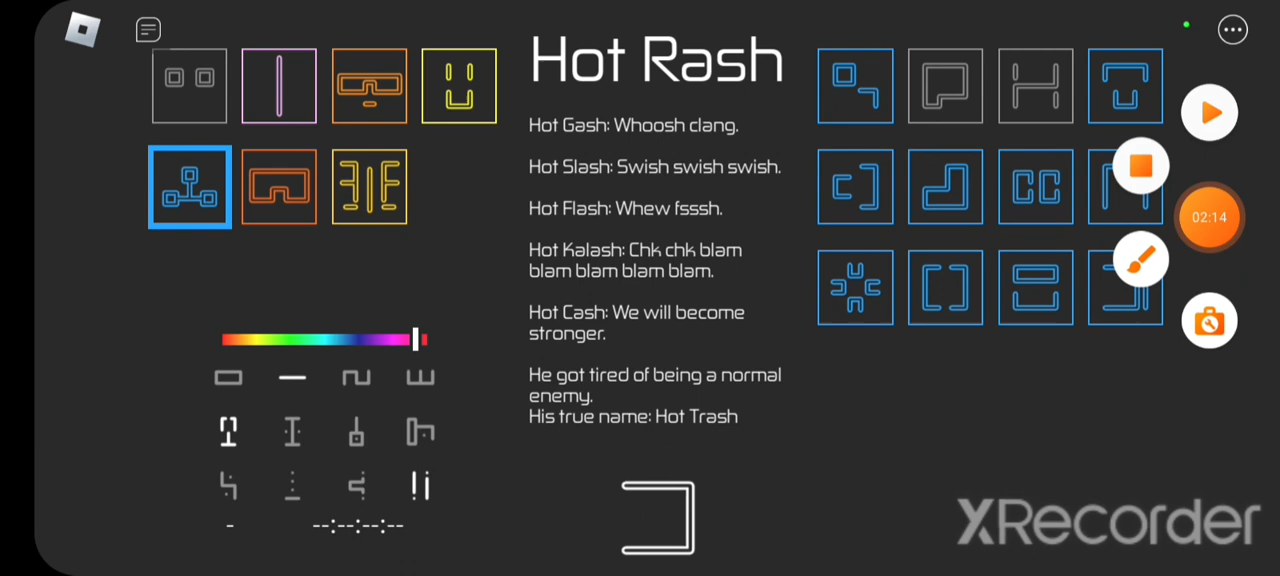 Hot Rash
Hot Gash: Whoosh clang.
Hot Slash: Swish swish swish.
Hot Flash: Whew fsssh.
Hot Kalash: Chk chk blam
blam blam blam blam.
Hot Cash: We will become
stronger.
He got tired of being a normal
enemy.
His true name: Hot Trash
02:14
- --:--:--:--
XRecorder